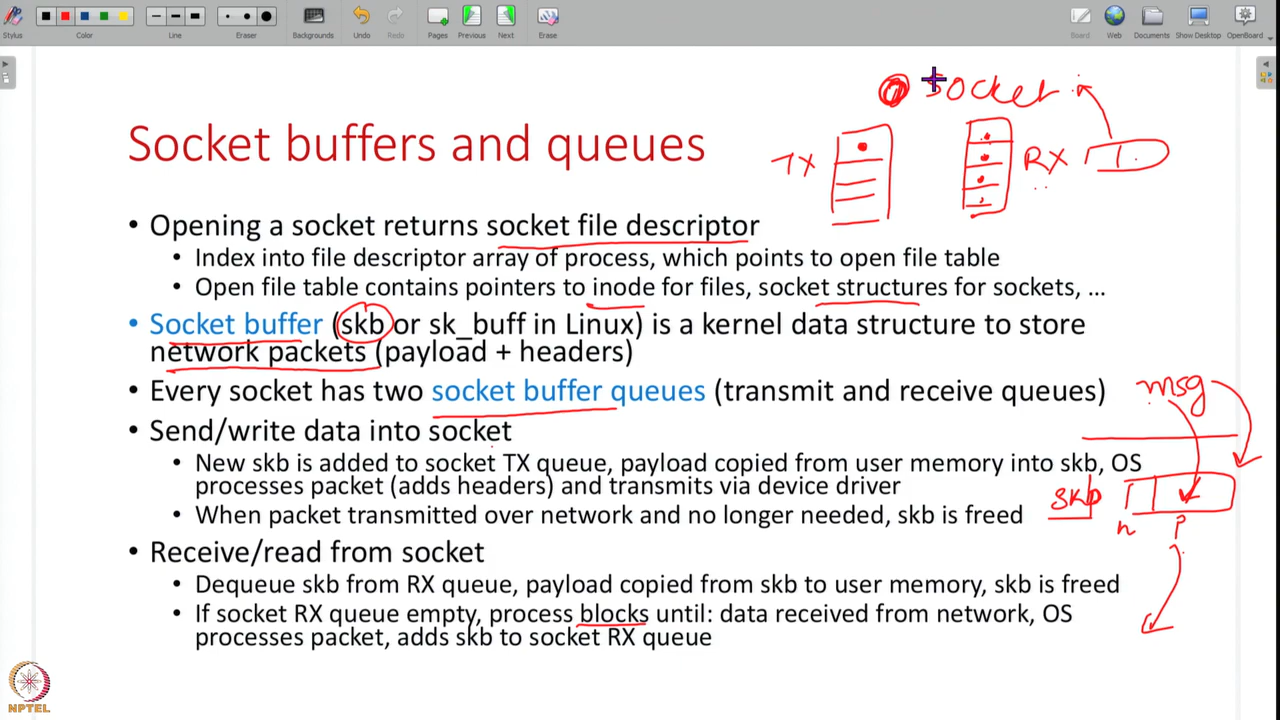 Stylus
Color
Line
Eraser
Backgrounds
Undo
Redo
Pages
Previous
Next
Erase
Board
Web
Documents
Show Desktop
OpenBoard
socket
TX
RX
Socket buffers and queues
• Opening a socket returns socket file descriptor
• Index into file descriptor array of process, which points to open file table
• Open file table contains pointers to inode for files, socket structures for sockets, ...
• Socket buffer (skb or sk_buff in Linux) is a kernel data structure to store
network packets (payload + headers)
• Every socket has two socket buffer queues (transmit and receive queues)
msg
• Send/write data into socket
• New skb is added to socket TX queue, payload copied from user memory into skb, OS
processes packet (adds headers) and transmits via device driver
skb
• When packet transmitted over network and no longer needed, skb is freed
h
p
• Receive/read from socket
• Dequeue skb from RX queue, payload copied from skb to user memory, skb is freed
• If socket RX queue empty, process blocks until: data received from network, OS
processes packet, adds skb to socket RX queue
NPTEL